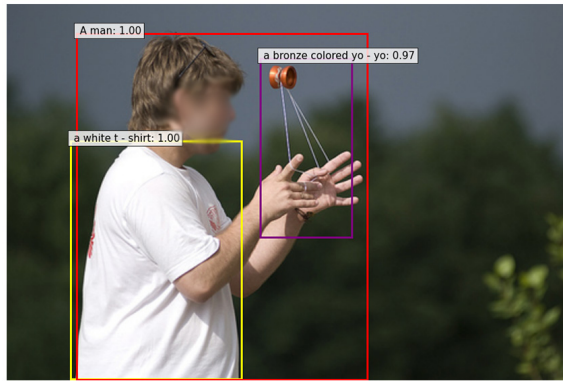 A man: 1.00
a bronze colored yo - yo: 0.97
a white t - shirt: 1.00